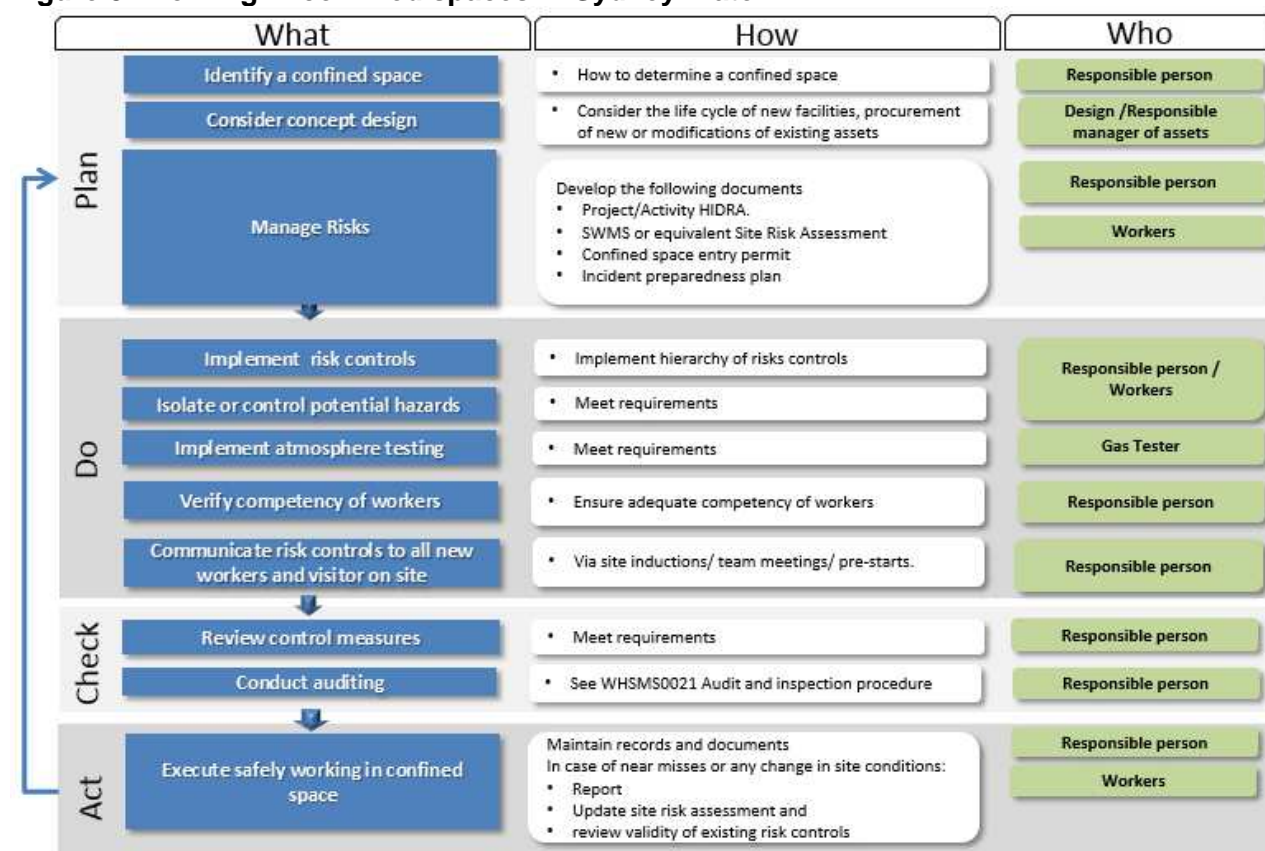 Figure Working in confined spaces in Sydney Water
What How Who
Plan
Identify a confined space
• How to determine a confined space
Responsible person
Consider concept design
• Consider the life cycle of new facilities, procurement
of new or modifications of existing assets
Design /Responsible
manager of assets
Manage Risks
Develop the following documents
• Project/Activity HIDRA.
• SWMS or equivalent Site Risk Assessment
• Confined space entry permit
• Incident preparedness plan
Responsible person
Workers
Do
Implement risk controls
• Implement hierarchy of risks controls
Responsible person /
Workers
Isolate or control potential hazards
• Meet requirements
Implement atmosphere testing
• Meet requirements
Gas Tester
Verify competency of workers
• Ensure adequate competency of workers
Responsible person
Communicate risk controls to all new
workers and visitor on site
• Via site inductions/ team meetings/ pre-starts.
Responsible person
Check
Review control measures
• Meet requirements
Responsible person
Conduct auditing
• See WHSMS0021 Audit and inspection procedure
Responsible person
Act
Execute safely working in confined
space
Maintain records and documents
In case of near misses or any change in site conditions:
• Report
• Update site risk assessment and
• review validity of existing risk controls
Responsible person
Workers